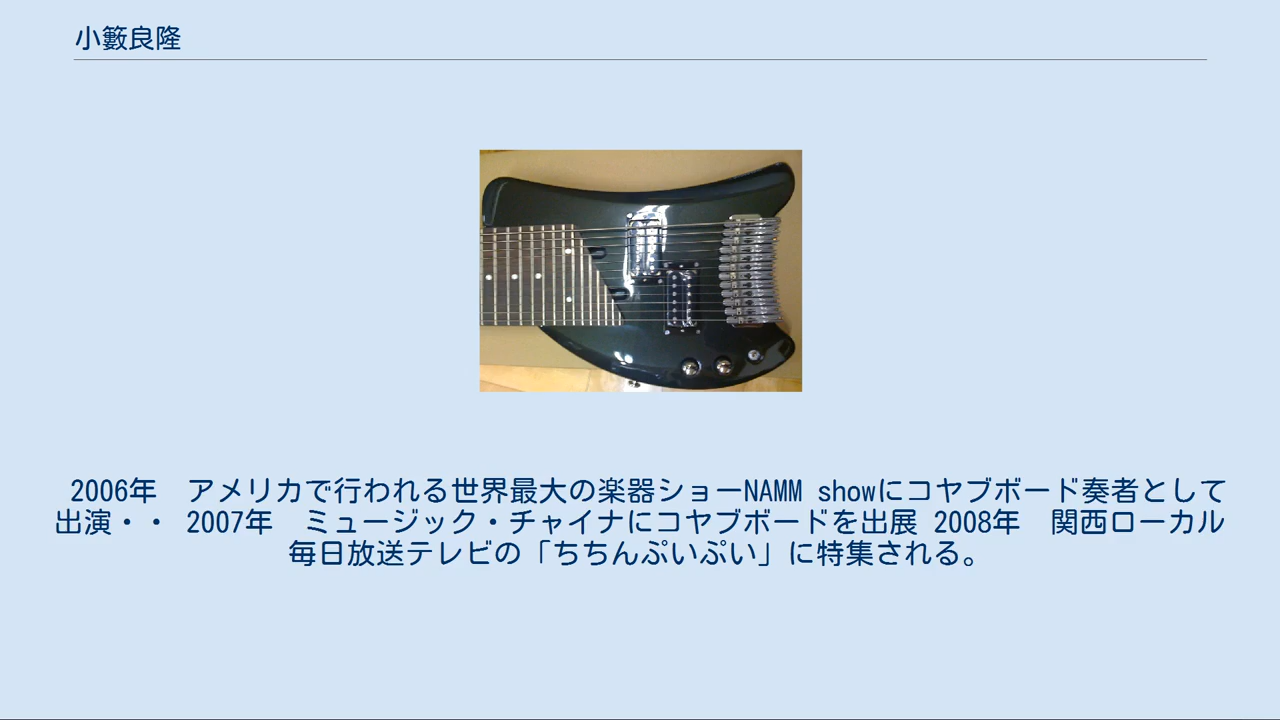 小籔良隆
2006年　アメリカで行われる世界最大の楽器ショーNAMM showにコヤブボード奏者として
出演・・ 2007年　ミュージック・チャイナにコヤブボードを出展 2008年　関西ローカル
毎日放送テレビの「ちちんぷいぷい」に特集される。